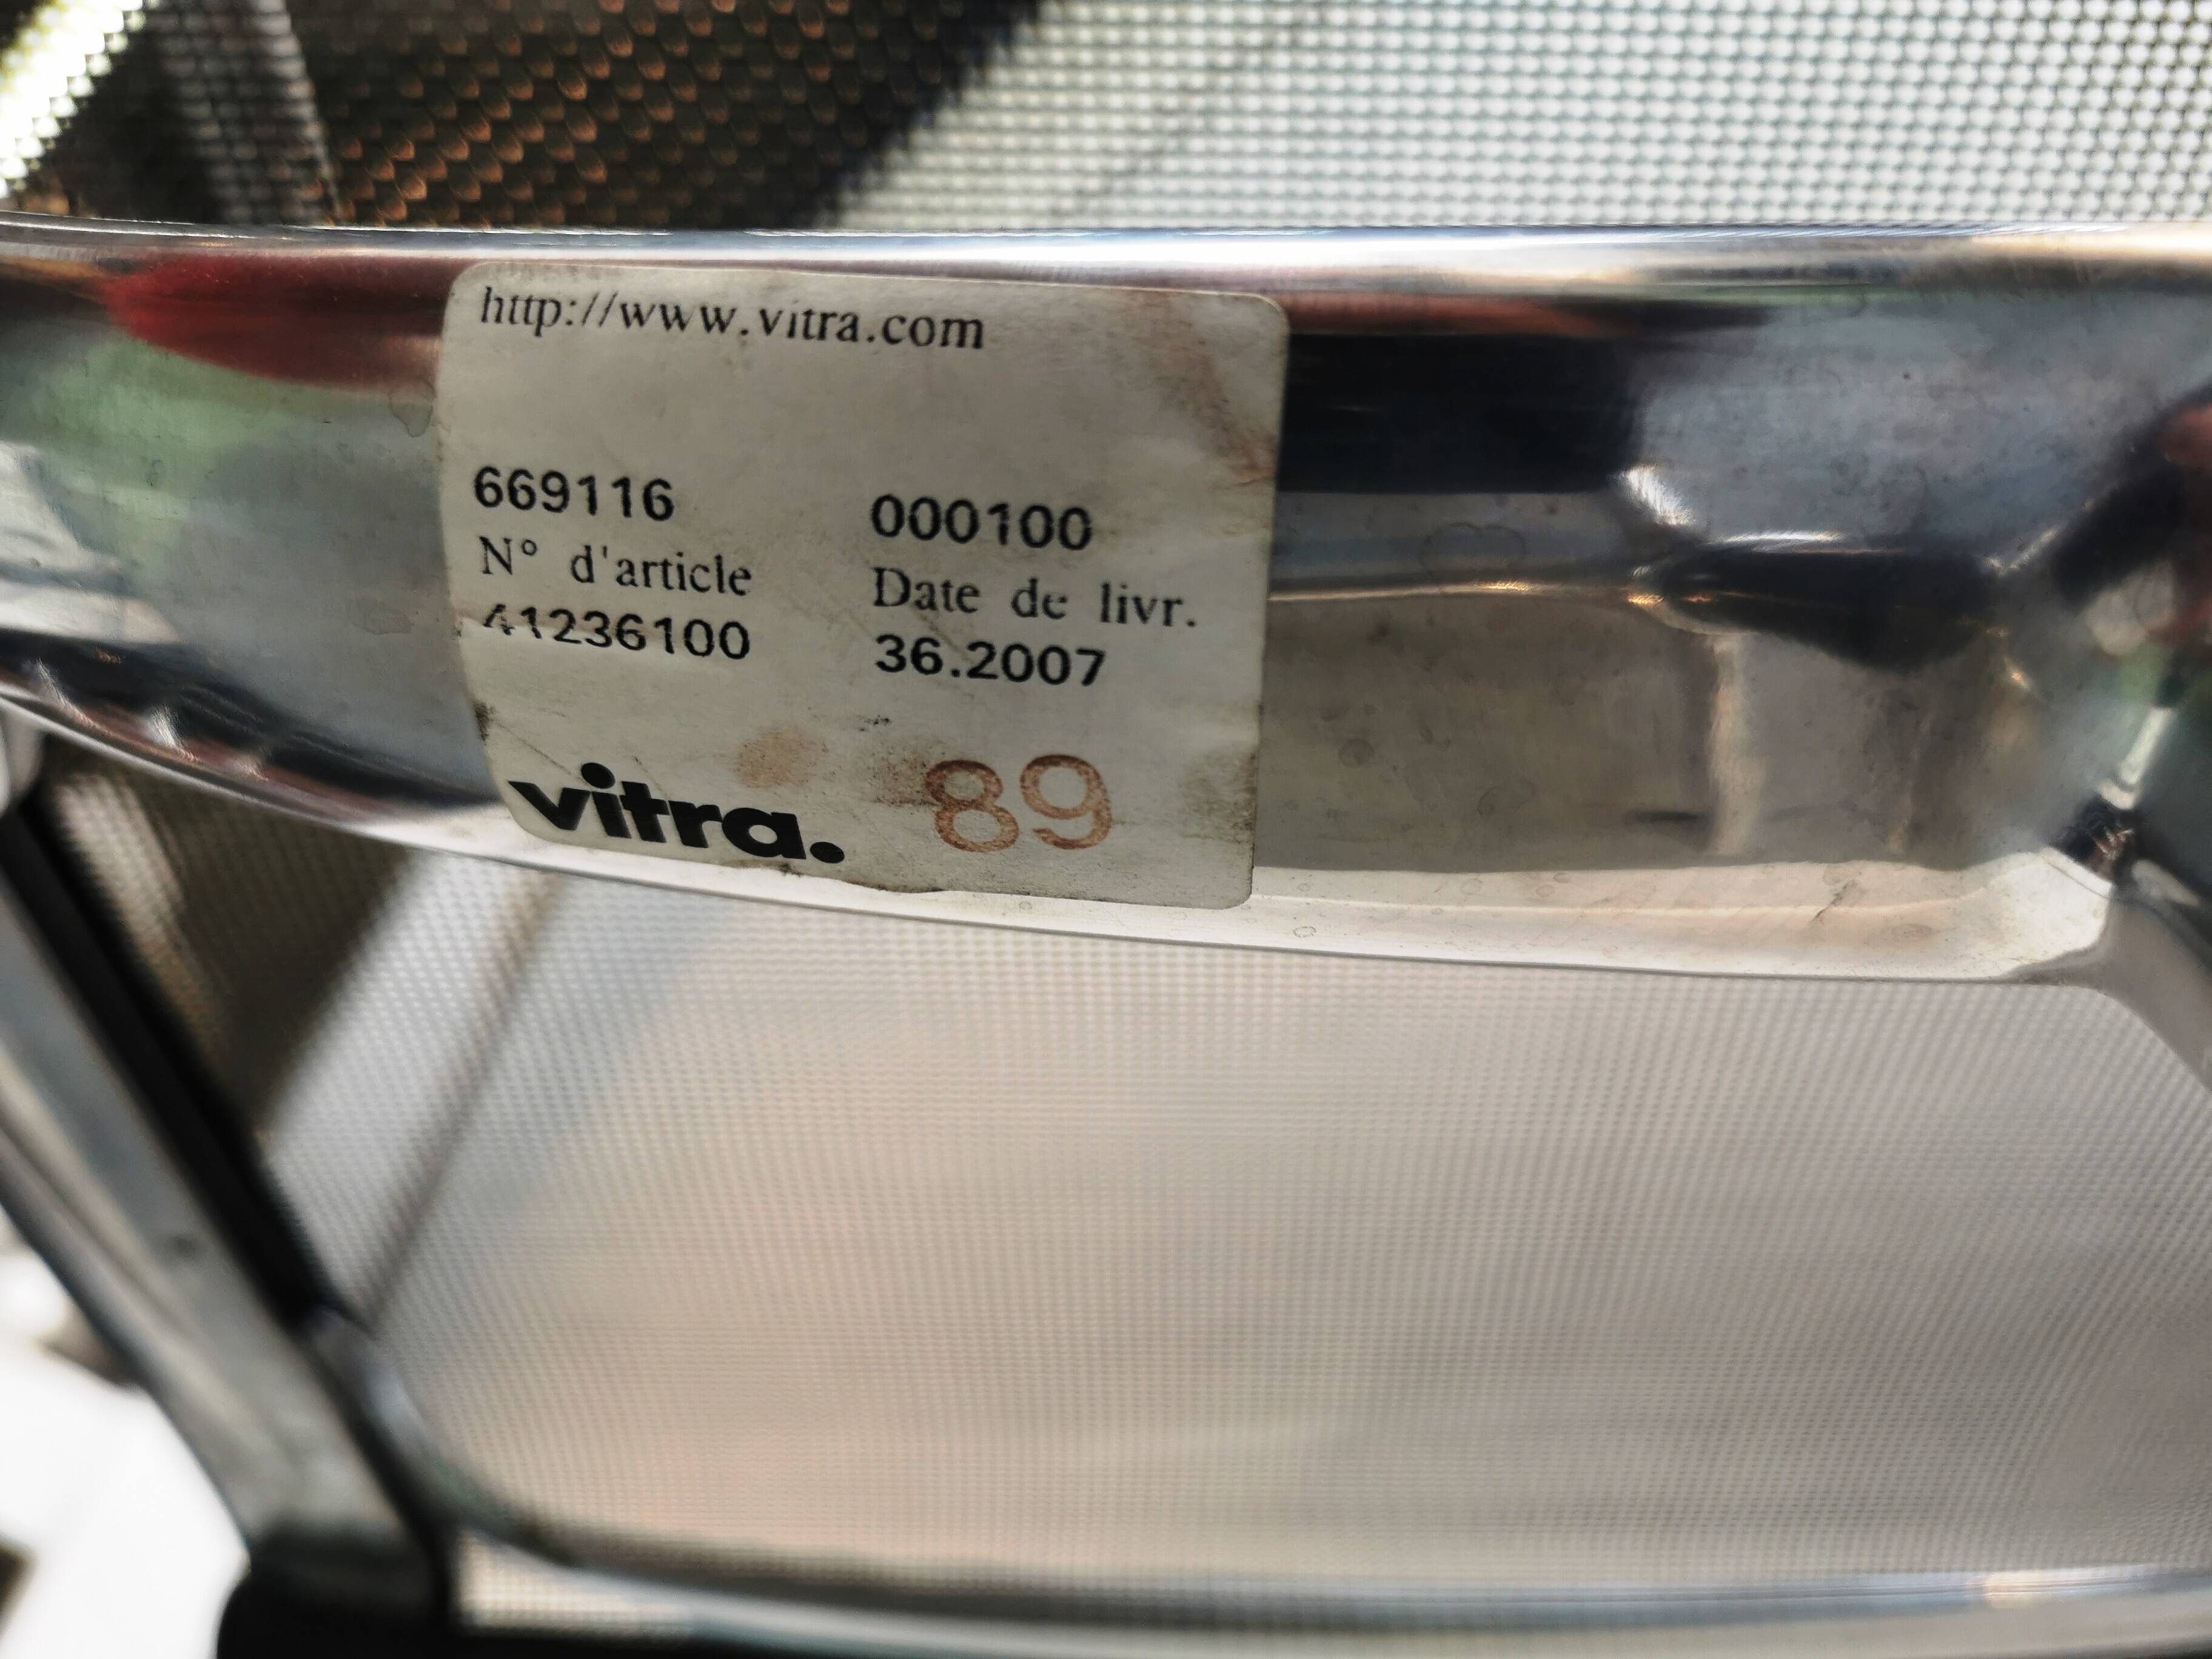 http://www.vitra.com
669116 000100
N° d'article Date de livr.
41236100 36.2007
vitra. 89